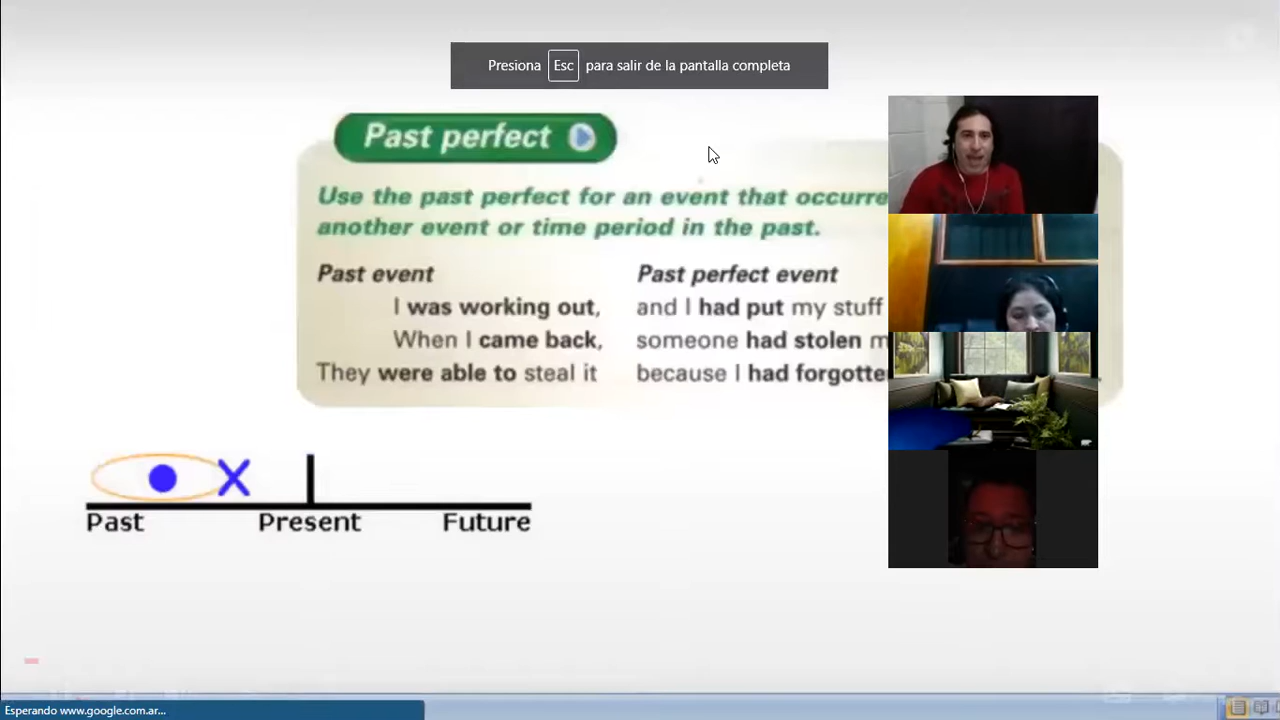 Presiona Esc para salir de la pantalla completa
Past perfect
Use the past perfect for an event that occurre
another event or time period in the past.
Past event Past perfect event
I was working out, and I had put my stuff
When I came back, someone had stolen m
They were able to steal it because I had forgotte
Past Present Future
Esperando www.google.com.ar...